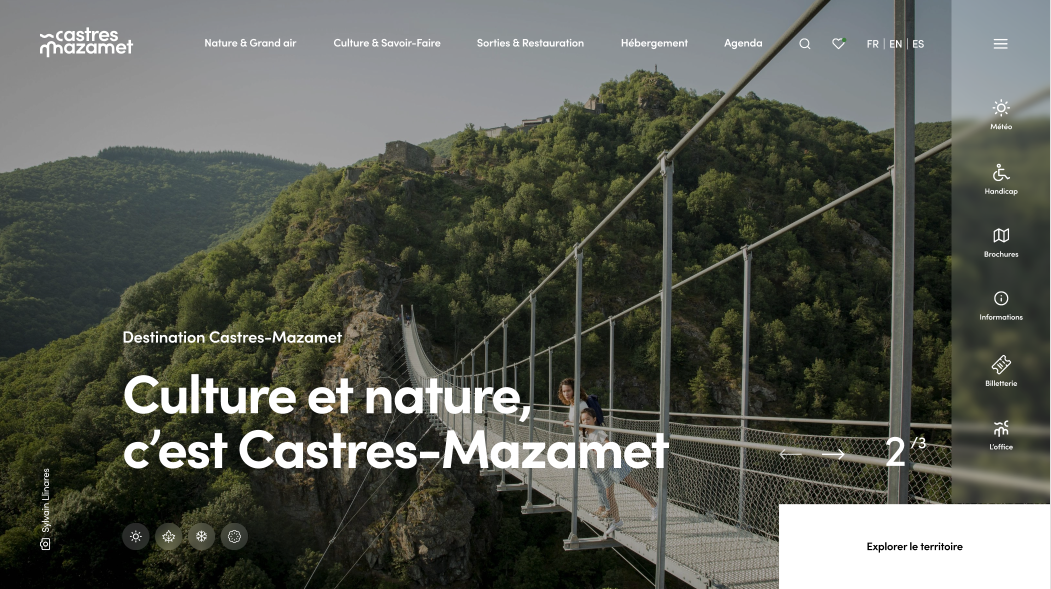 castres
mazamet
Nature & Grand air
Culture & Savoir-Faire
Sorties & Restauration
Hébergement
Agenda
FR | EN | ES
Météo
Handicap
Brochures
Informations
Billetterie
L'office
Destination Castres-Mazamet
Culture et nature,
c’est Castres-Mazamet
2 /3
Sylvain Llinares
Explorer le territoire